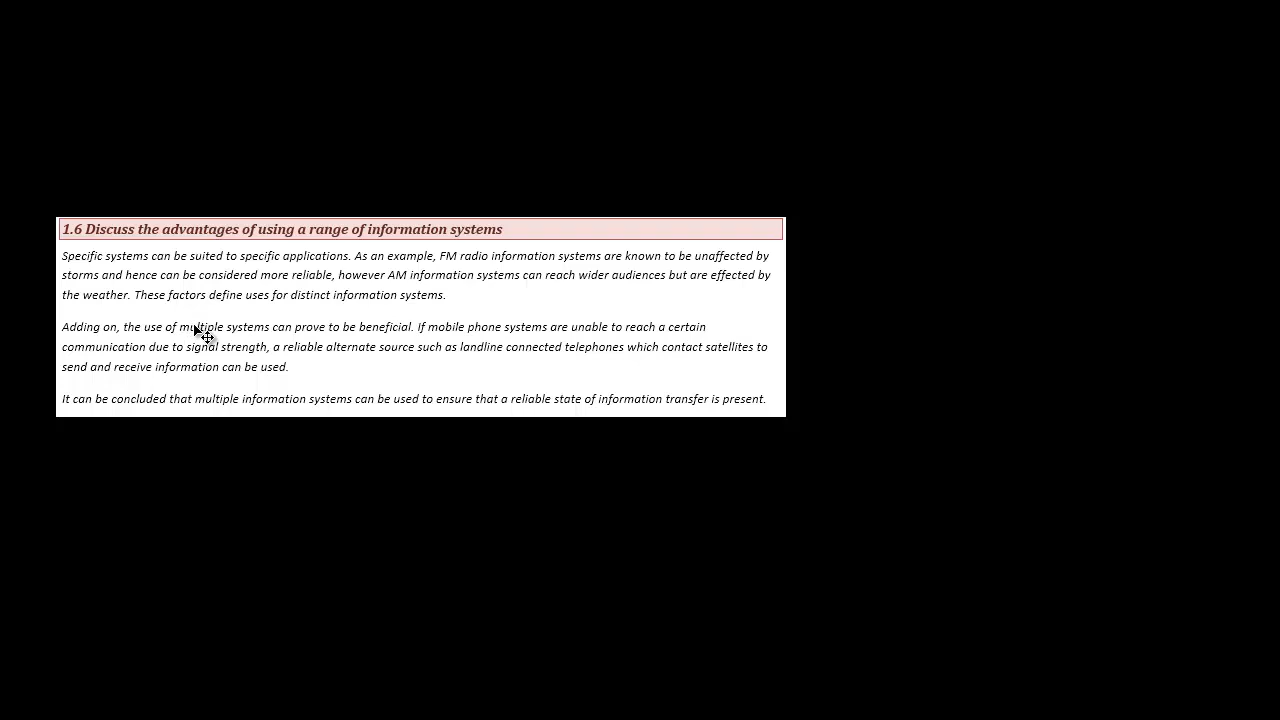 1.6 Discuss the advantages of using a range of information systems
Specific systems can be suited to specific applications. As an example, FM radio information systems are known to be unaffected by
storms and hence can be considered more reliable, however AM information systems can reach wider audiences but are effected by
the weather. These factors define uses for distinct information systems.
Adding on, the use of multiple systems can prove to be beneficial. If mobile phone systems are unable to reach a certain
communication due to signal strength, a reliable alternate source such as landline connected telephones which contact satellites to
send and receive information can be used.
It can be concluded that multiple information systems can be used to ensure that a reliable state of information transfer is present.